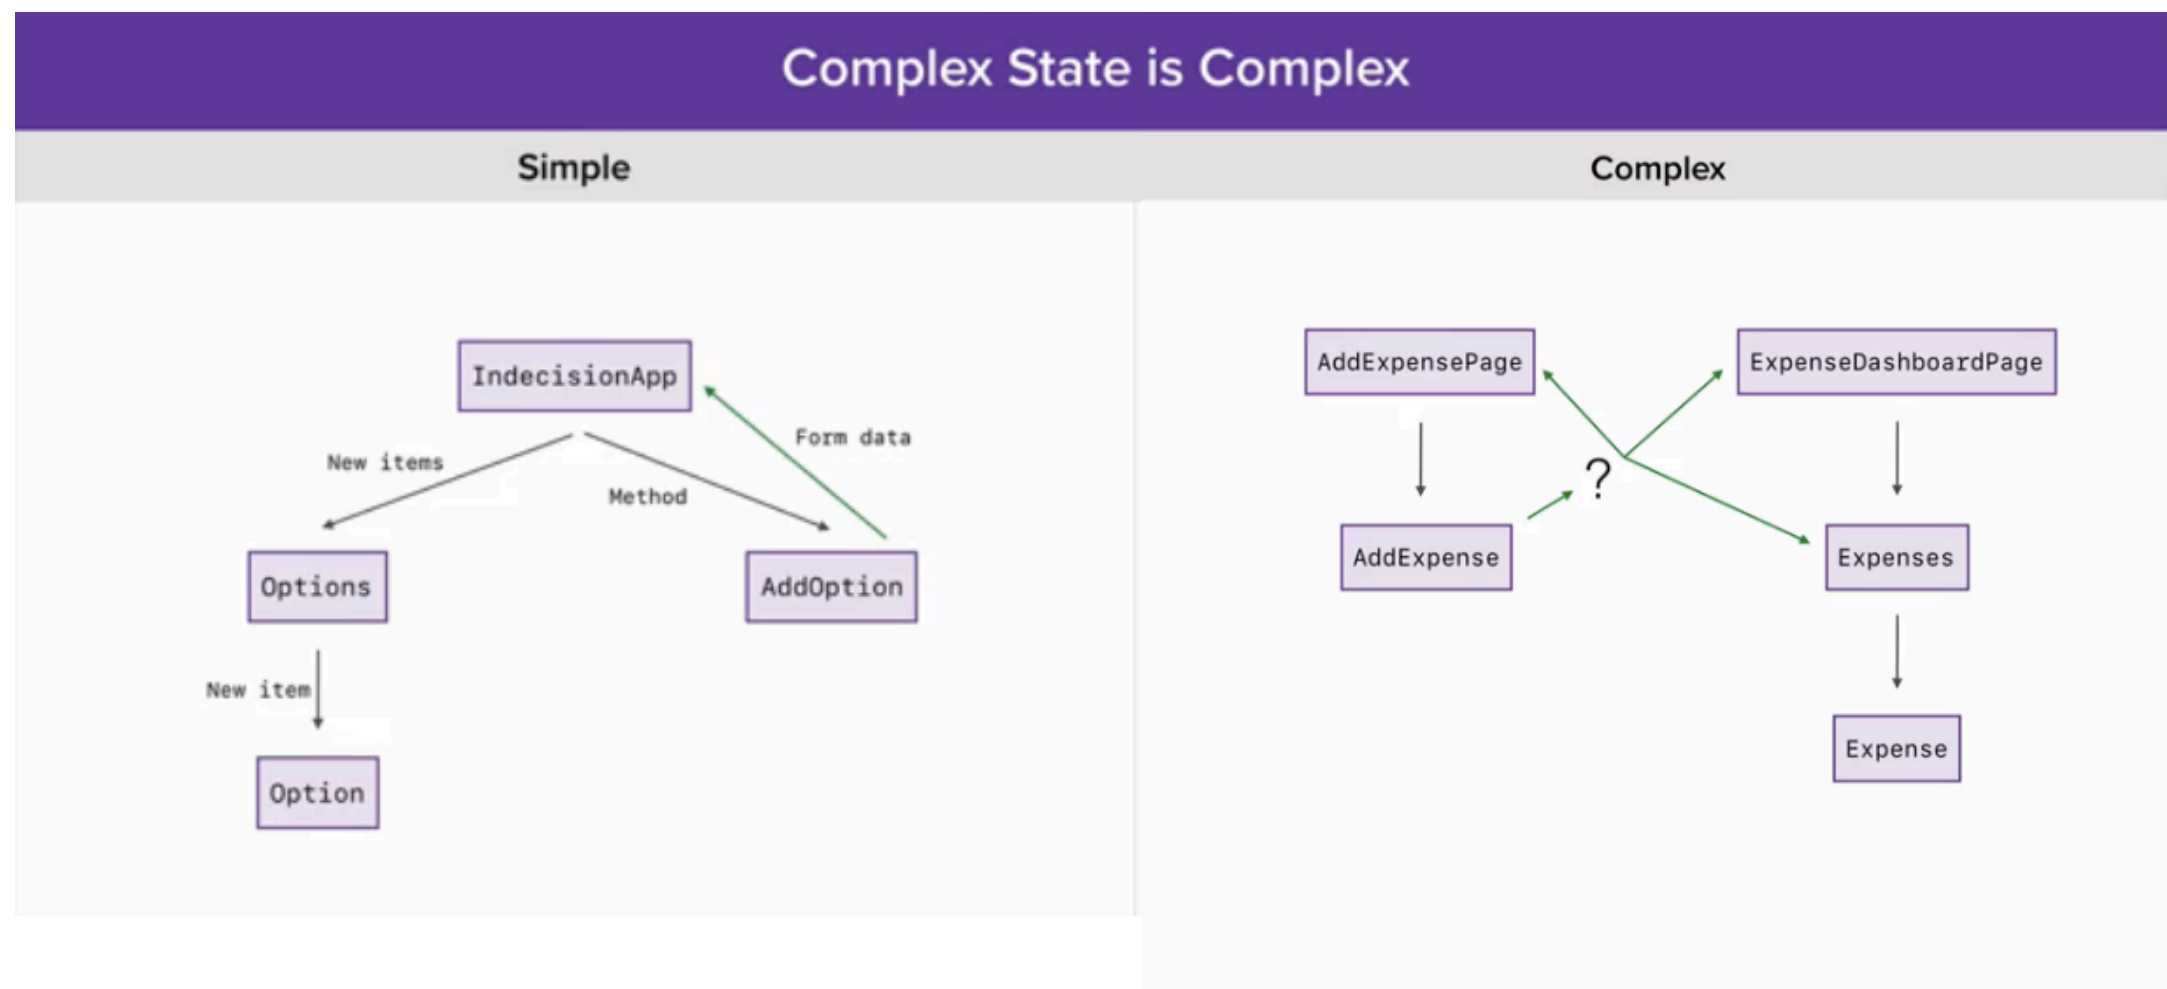 Complex State is Complex
Simple
Complex
IndecisionApp
New items
Method
Form data
Options
AddOption
New item
Option
AddExpensePage
ExpenseDashboardPage
?
AddExpense
Expenses
Expense